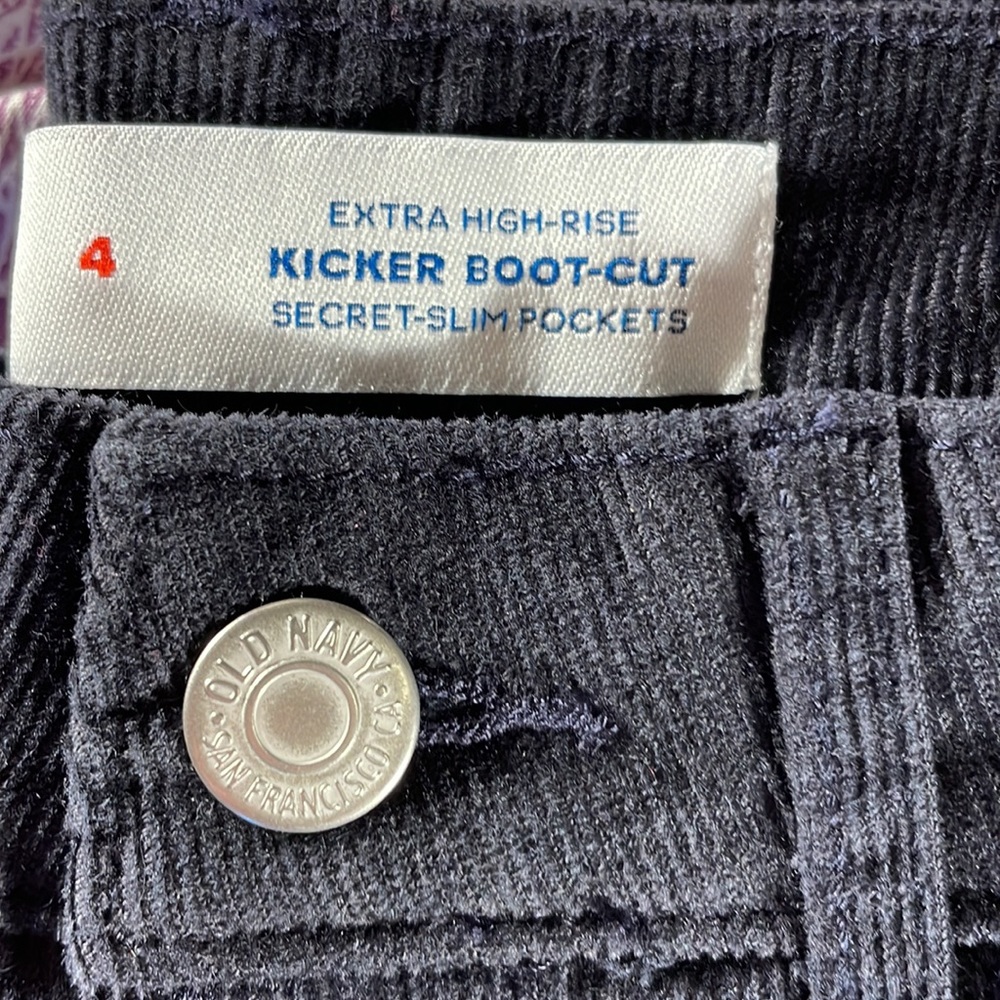 4
EXTRA HIGH-RISE
KICKER BOOT-CUT
SECRET-SLIM POCKETS
OLD NAVY
SAN FRANCISCO CA